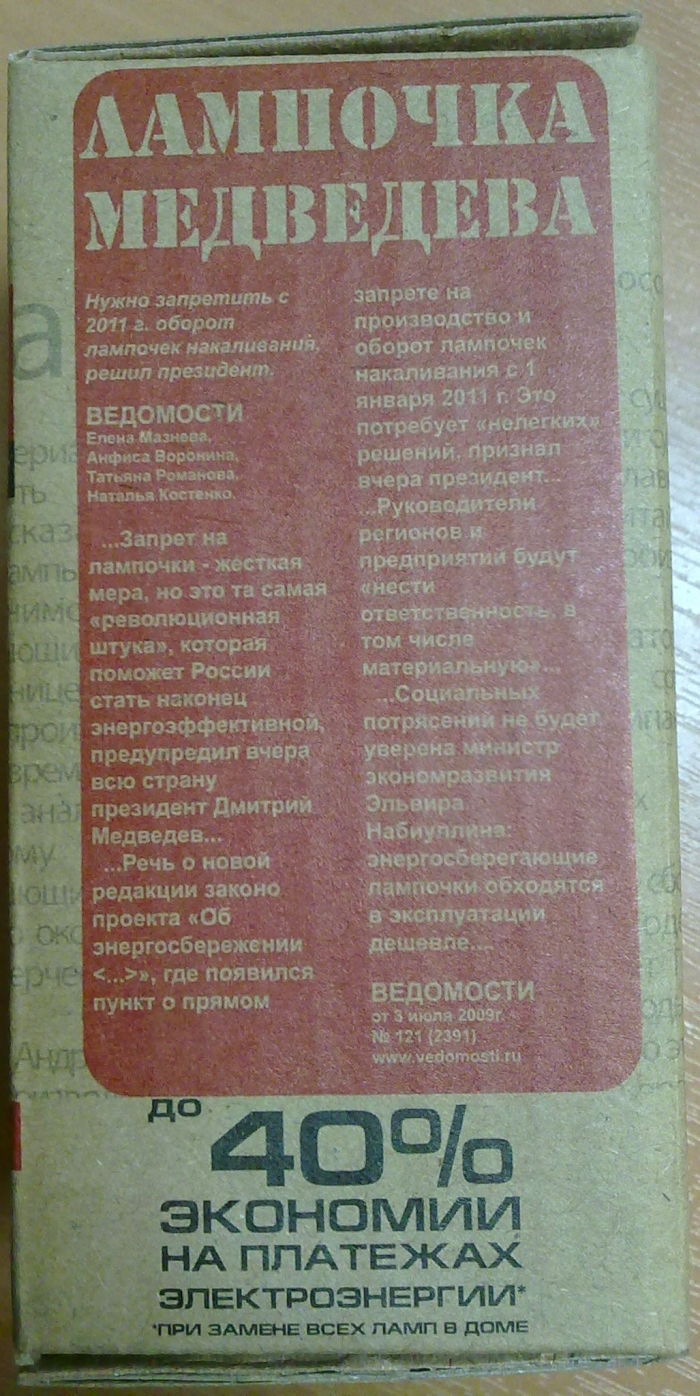 ЛАМПОЧКА
МЕДВЕДЕВА
Нужно запретить с
2011 г. оборот
лампочек накаливания,
решил президент.
ВЕДОМОСТИ
Елена Мазнева,
Анфиса Воронина,
Татьяна Романова,
Наталья Костенко.
...Запрет на
лампочки - жесткая
мера, но это та самая
«революционная
штука», которая
поможет России
стать наконец
энергоэффективной,
предупредил вчера
всю страну
президент Дмитрий
Медведев...
...Речь о новой
редакции законо
проекта «Об
энергосбережении
<...>», где появился
пункт о прямом
запрете на
производство и
оборот лампочек
накаливания с 1
января 2011 г. Это
потребует «нелегких»
решений, признал
вчера президент...
...Руководители
регионов и
предприятий будут
«нести
ответственность, в
том числе
материальную»...
...Социальных
потрясений не будет,
уверена министр
экономразвития
Эльвира
Набиуллина:
энергосберегающие
лампочки обходятся
в эксплуатации
дешевле....
ВЕДОМОСТИ
от 3 июля 2009г.
№ 121 (2391)
www.vedomosti.ru
ДО
40%
ЭКОНОМИИ
НА ПЛАТЕЖАХ
ЭЛЕКТРОЭНЕРГИИ*
*ПРИ ЗАМЕНЕ ВСЕХ ЛАМП В ДОМЕ